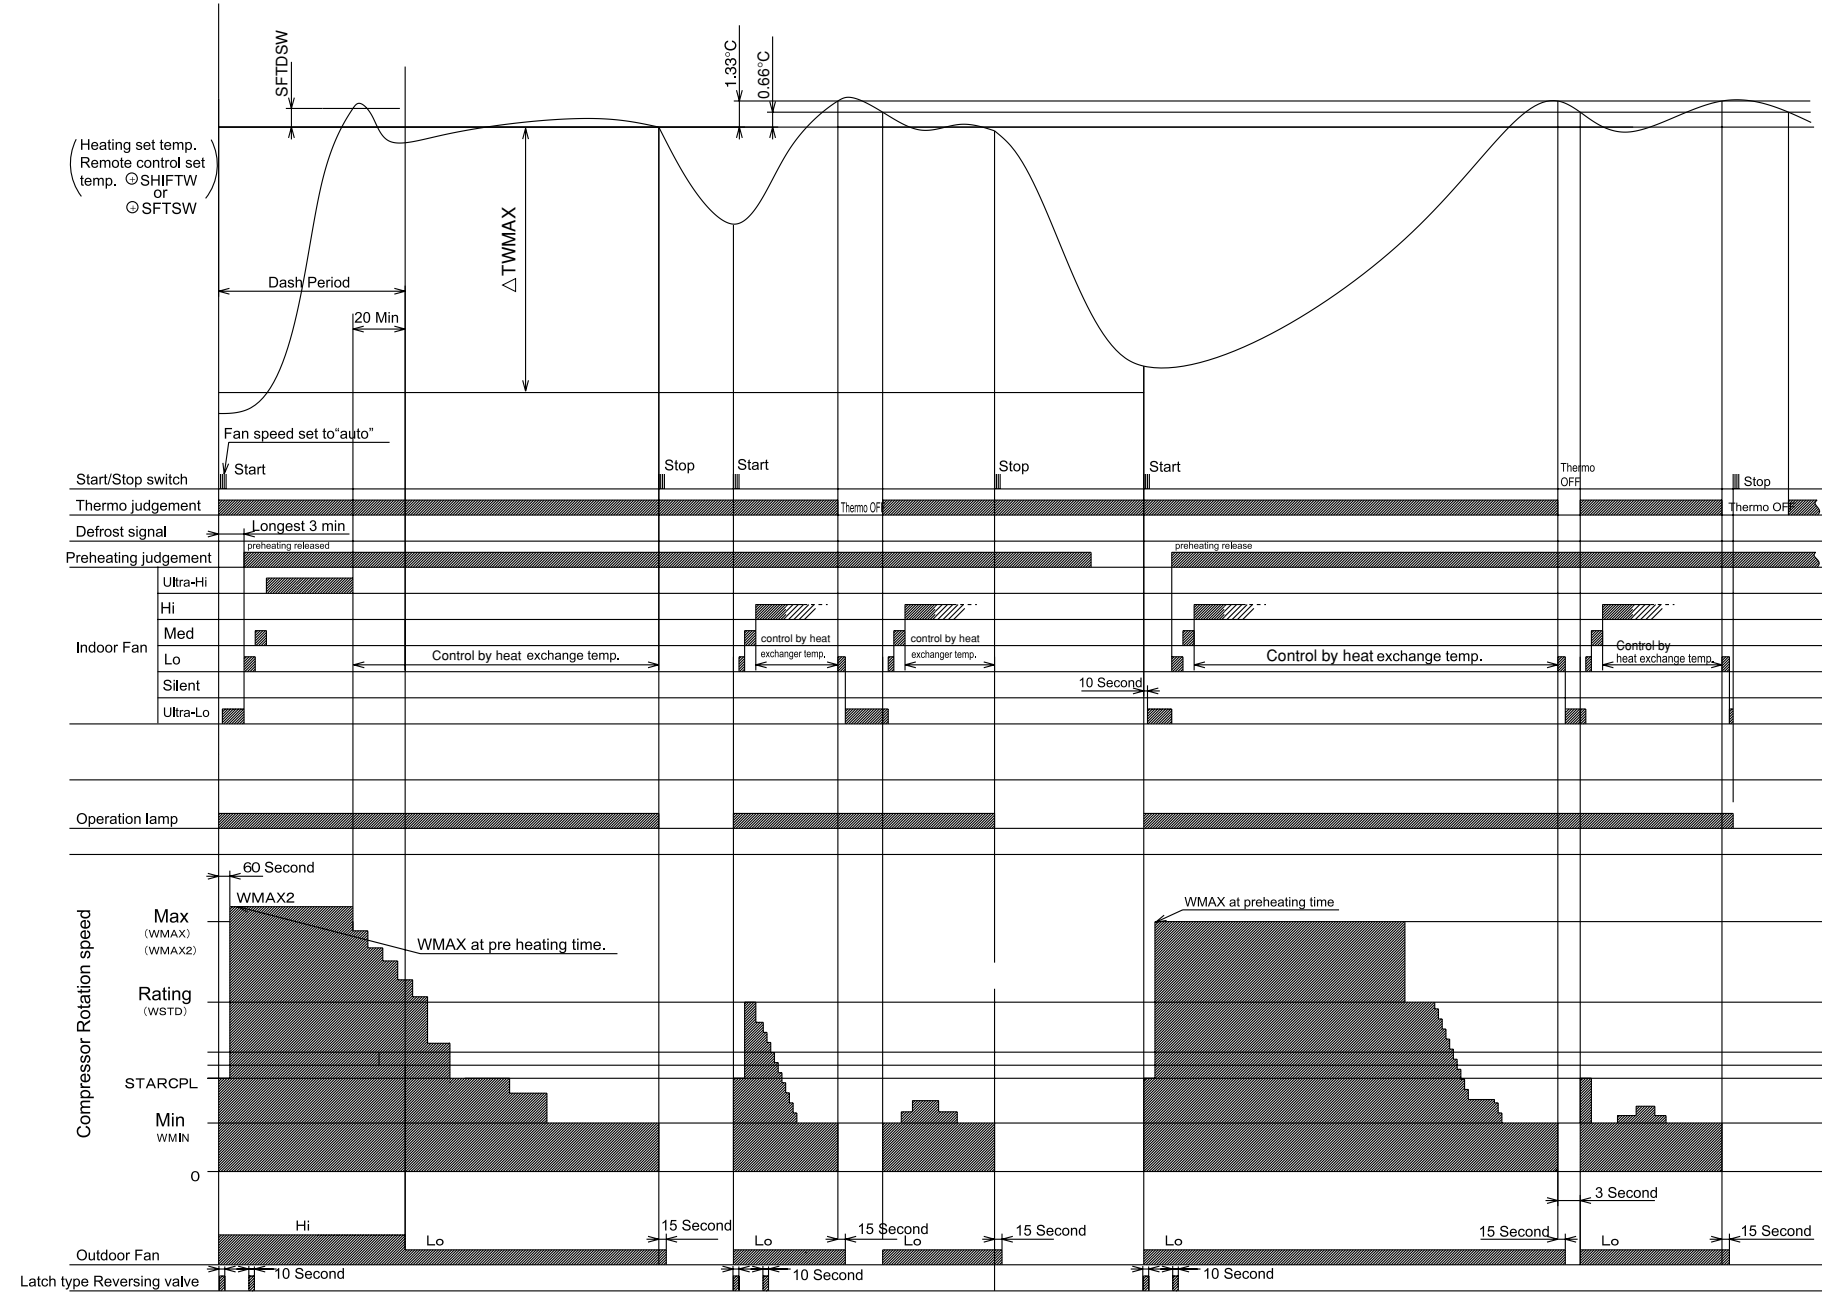 SFTDSW
1.33°C
0.66°C
(Heating set temp.
Remote control set
temp. ⊕SHIFTW
or
⊕SFTSW)
△TWMAX
Dash Period
20 Min
Fan speed set to"auto"
Start/Stop switch
Start
Stop
Start
Stop
Start
Thermo
OFF
Stop
Thermo judgement
Thermo OFF
Thermo OFF
Defrost signal
Longest 3 min
Preheating judgement
preheating released
preheating release
Indoor Fan
Ultra-Hi
Hi
Med
Lo
Silent
Ultra-Lo
Control by heat exchange temp.
control by heat
exchanger temp.
control by heat
exchanger temp.
Control by heat exchange temp.
Control by
heat exchange temp.
10 Second
Operation lamp
Compressor Rotation speed
60 Second
WMAX2
WMAX at pre heating time.
WMAX at preheating time
Max
(WMAX)
(WMAX2)
Rating
(WSTD)
STARCPL
Min
WMIN
0
3 Second
Outdoor Fan
Hi
Lo
15 Second
Lo
15 Second
Lo
15 Second
Lo
15 Second
Lo
15 Second
Latch type Reversing valve
10 Second
10 Second
10 Second